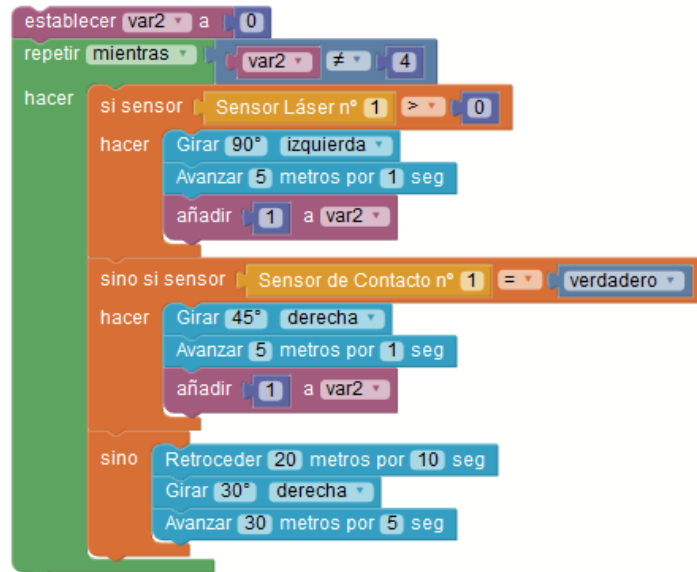 establecer var2 a 0
repetir mientras var2 ≠ 4
hacer si sensor Sensor Láser nº 1 > 0
hacer Girar 90° izquierda
Avanzar 5 metros por 1 seg
añadir 1 a var2
sino si sensor Sensor de Contacto nº 1 = verdadero
hacer Girar 45° derecha
Avanzar 5 metros por 1 seg
añadir 1 a var2
sino Retroceder 20 metros por 10 seg
Girar 30° derecha
Avanzar 30 metros por 5 seg